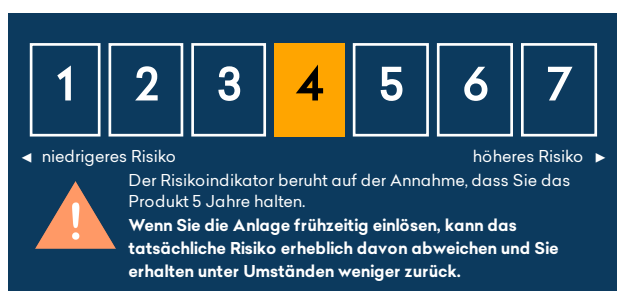 1 2 3 4 5 6 7
◄ niedrigeres Risiko höheres Risiko ►
Der Risikoindikator beruht auf der Annahme, dass Sie das
Produkt 5 Jahre halten.
Wenn Sie die Anlage frühzeitig einlösen, kann das
tatsächliche Risiko erheblich davon abweichen und Sie
erhalten unter Umständen weniger zurück.
!